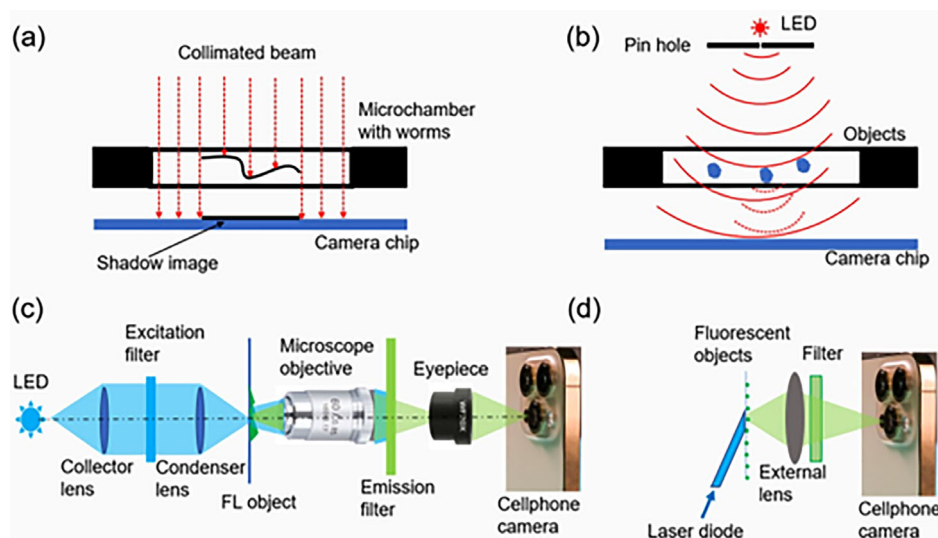 (a)
Collimated beam
Microchamber
with worms
Camera chip
Shadow image
(b)
LED
Pin hole
Objects
Camera chip
(c)
Excitation
filter
LED
Microscope
objective
Eyepiece
Collector
lens
Condenser
lens
FL object
Emission
filter
Cellphone
camera
(d)
Fluorescent
objects
Filter
External
lens
Laser diode
Cellphone
camera